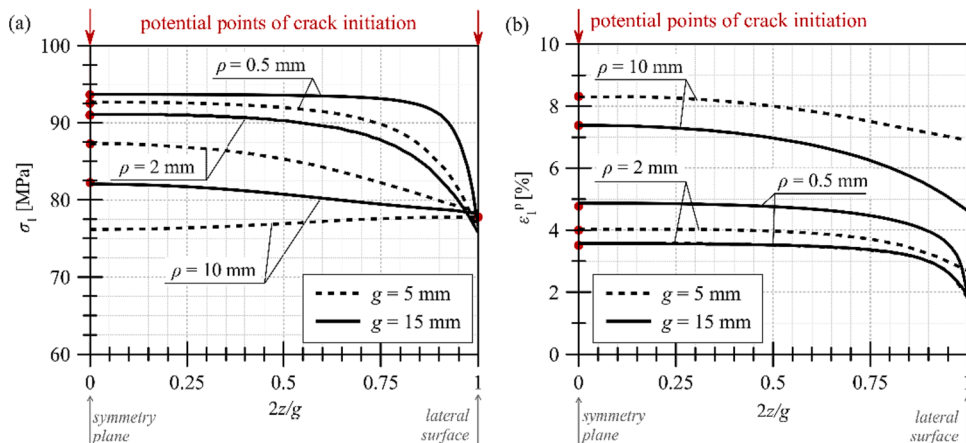 (a)
potential points of crack initiation
100
90
80
70
60
σ₁ [MPa]
ρ = 0.5 mm
ρ = 2 mm
ρ = 10 mm
g = 5 mm
g = 15 mm
0
0.25
0.5
0.75
1
2z/g
symmetry
plane
lateral
surface
(b)
potential points of crack initiation
10
8
6
4
2
0
ε₁ᵖ [%]
ρ = 10 mm
ρ = 2 mm
ρ = 0.5 mm
g = 5 mm
g = 15 mm
0
0.25
0.5
0.75
1
2z/g
symmetry
plane
lateral
surface